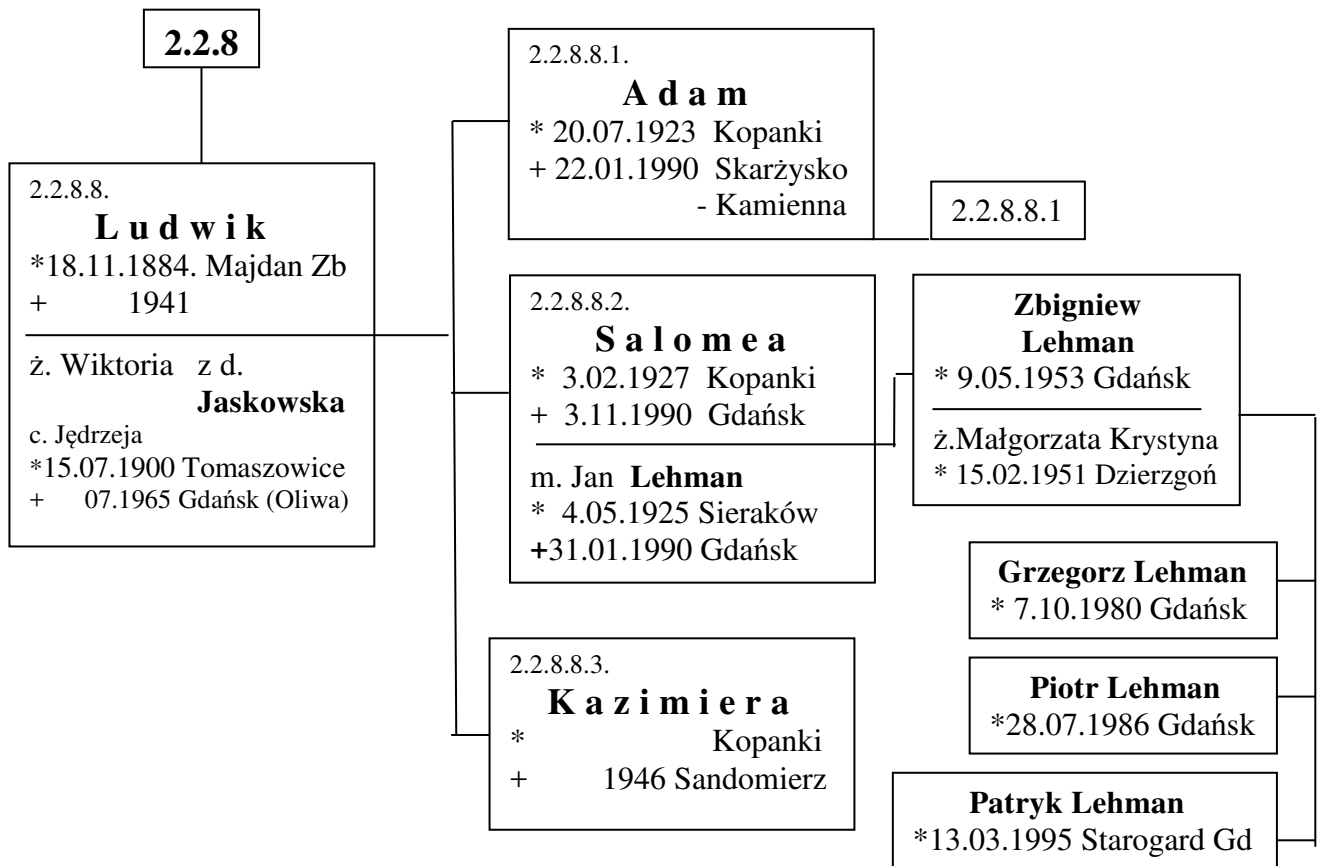 2.2.8
2.2.8.8.
L u d w i k
*18.11.1884. Majdan Zb
+ 1941
ż. Wiktoria z d.
Jaskowska
c. Jędrzeja
*15.07.1900 Tomaszowice
+ 07.1965 Gdańsk (Oliwa)
2.2.8.8.1.
A d a m
* 20.07.1923 Kopanki
+ 22.01.1990 Skarżysko
- Kamienna
2.2.8.8.1
2.2.8.8.2.
S a l o m e a
* 3.02.1927 Kopanki
+ 3.11.1990 Gdańsk
m. Jan Lehman
* 4.05.1925 Sieraków
+31.01.1990 Gdańsk
Zbigniew
Lehman
* 9.05.1953 Gdańsk
ż.Małgorzata Krystyna
* 15.02.1951 Dzierzgoń
Grzegorz Lehman
* 7.10.1980 Gdańsk
Piotr Lehman
*28.07.1986 Gdańsk
Patryk Lehman
*13.03.1995 Starogard Gd
2.2.8.8.3.
K a z i m i e r a
* Kopanki
+ 1946 Sandomierz